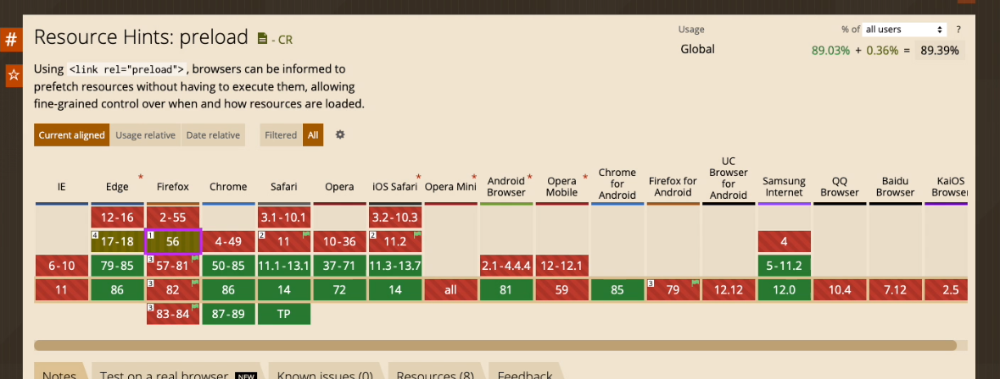 #
Resource Hints: preload - CR
Usage % of all users ?
Global 89.03% + 0.36% = 89.39%
Using <link rel="preload">, browsers can be informed to
prefetch resources without having to execute them, allowing
fine-grained control over when and how resources are loaded.
Current aligned Usage relative Date relative Filtered All
IE Edge * Firefox Chrome Safari Opera iOS Safari * Opera Mini * Android Browser * Opera Mobile * Chrome for Android Firefox for Android UC Browser for Android Samsung Internet QQ Browser Baidu Browser KaiOS Browser
12-16 2-55 3.1-10.1 3.2-10.3
4 17-18 1 56 4-49 2 11 10-36 2 11.2 4
6-10 79-85 3 57-81 50-85 11.1-13.1 37-71 11.3-13.7 2.1-4.4.4 12-12.1 5-11.2
11 86 3 82 86 14 72 14 all 81 59 85 3 79 12.12 12.0 10.4 7.12 2.5
3 83-84 87-89 TP
Notes Test on a real browser NEW Known issues (0) Resources (8) Feedback